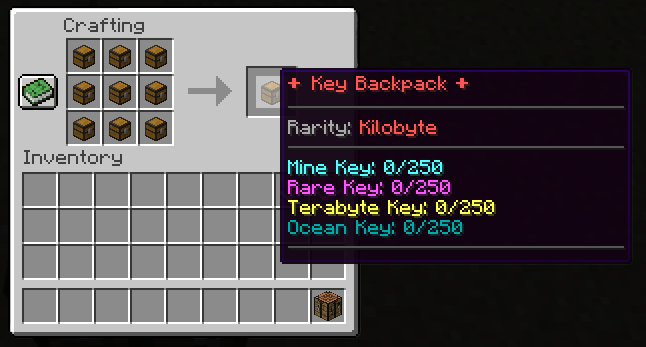 Crafting
+ Key Backpack +
Rarity: Kilobyte
Mine Key: 0/250
Rare Key: 0/250
Terabyte Key: 0/250
Ocean Key: 0/250
Inventory